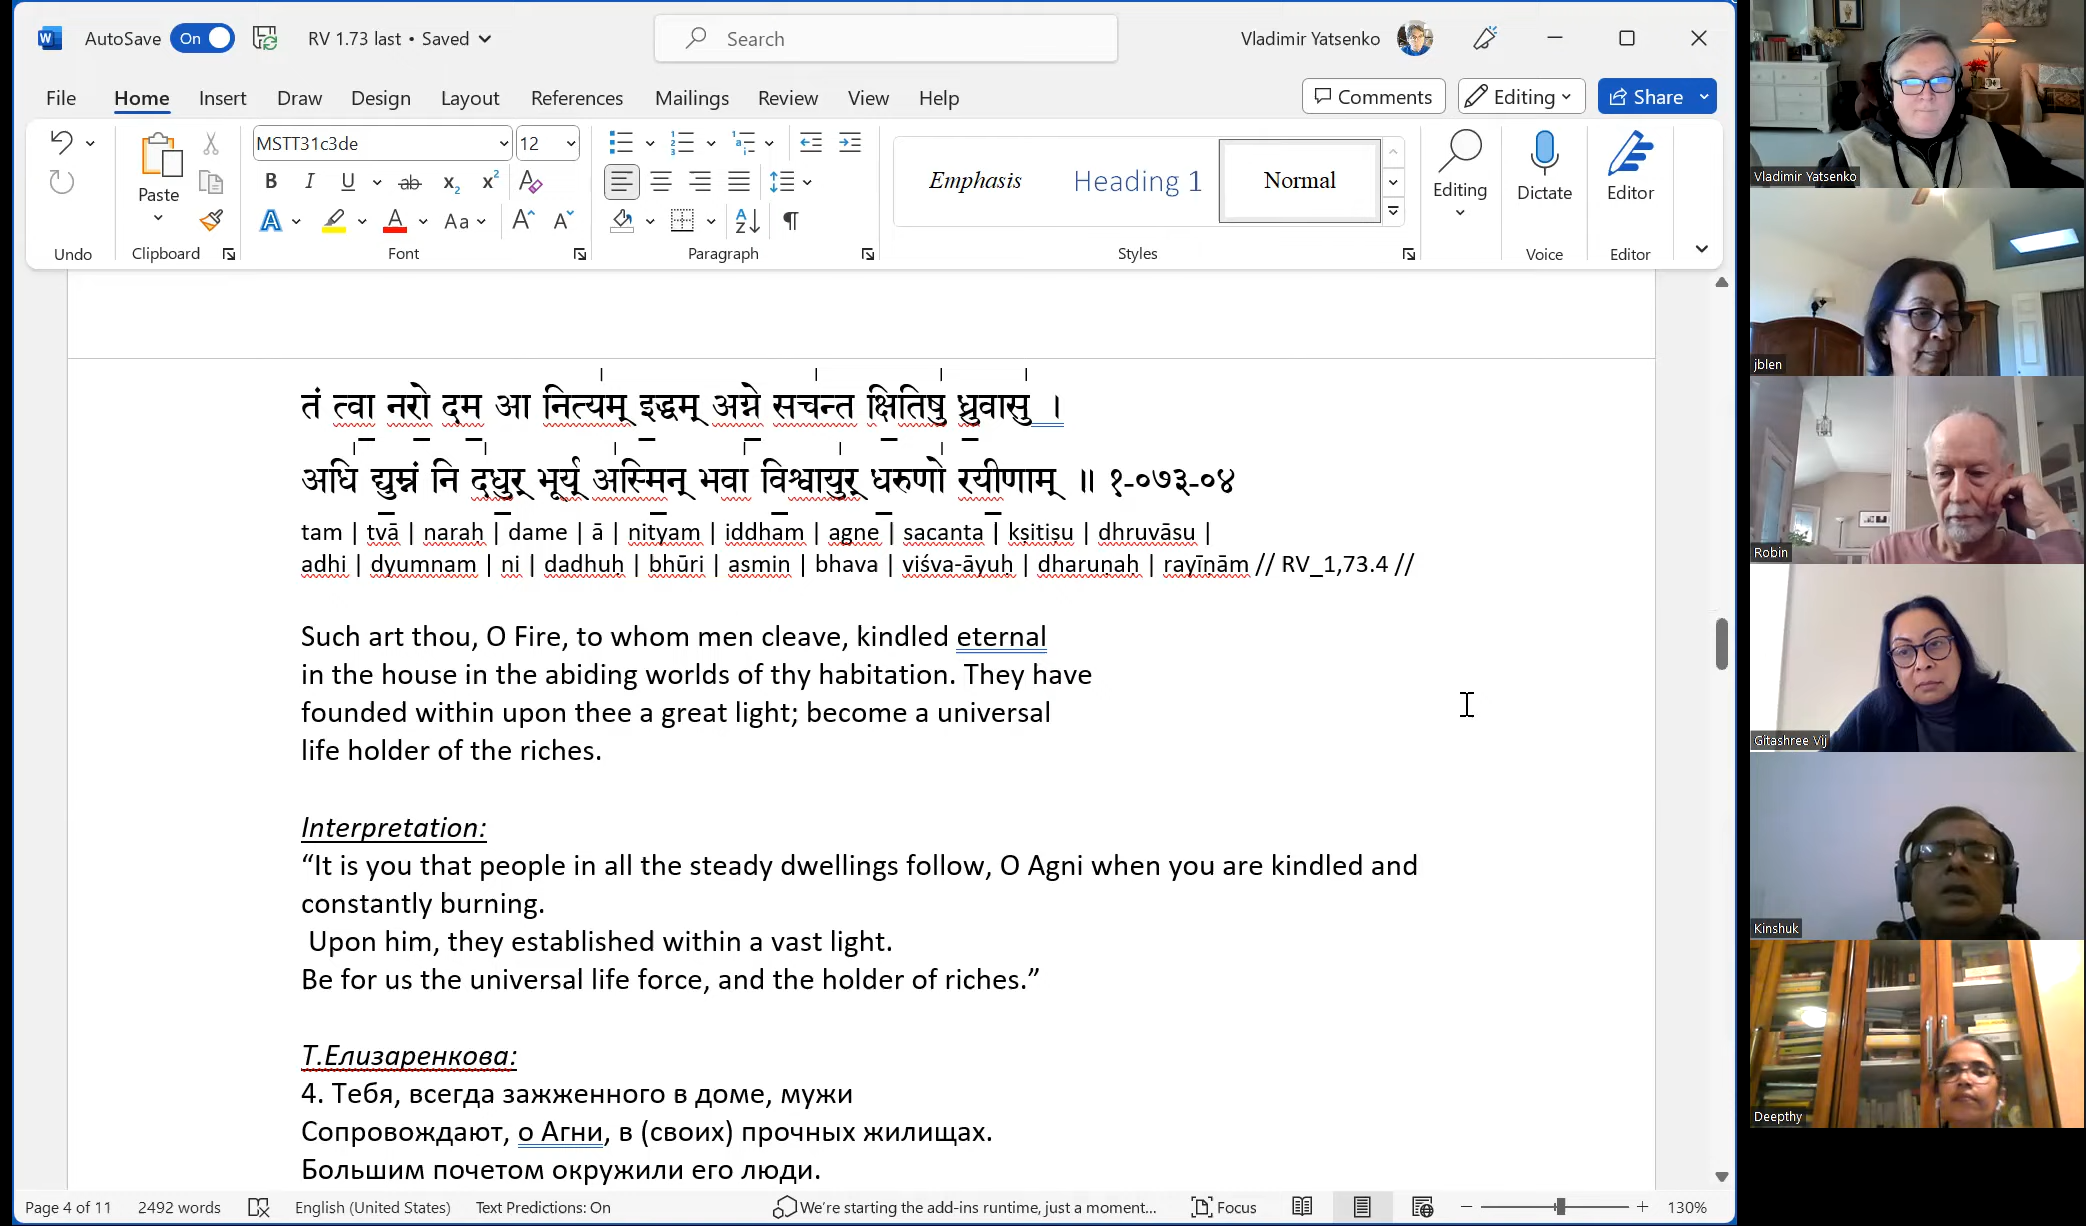 AutoSave On RV 1.73 last • Saved Search Vladimir Yatsenko
File Home Insert Draw Design Layout References Mailings Review View Help Comments Editing Share
MSTT31c3de 12
Paste
B I U ab x₂ x² A
A A Aa A A
Emphasis Heading 1 Normal
Editing Dictate Editor
Undo Clipboard Font Paragraph Styles Voice Editor
तं त्वा नरो दम आ नित्यम् इद्धम् अग्ने सचन्त क्षितिषु ध्रुवासु ।
अधि द्युम्नं नि दधुर् भूर्य् अस्मिन् भवा विश्वायुर् धरुणो रयीणाम् ॥ १-०७३-०४
tam | tvā | naraḥ | dame | ā | nityam | iddham | agne | sacanta | kṣitiṣu | dhruvāsu |
adhi | dyumnam | ni | dadhuḥ | bhūri | asmin | bhava | viśva-āyuḥ | dharuṇaḥ | rayīṇām // RV_1,73.4 //
Such art thou, O Fire, to whom men cleave, kindled eternal
in the house in the abiding worlds of thy habitation. They have
founded within upon thee a great light; become a universal
life holder of the riches.
Interpretation:
“It is you that people in all the steady dwellings follow, O Agni when you are kindled and
constantly burning.
Upon him, they established within a vast light.
Be for us the universal life force, and the holder of riches.”
Т.Елизаренкова:
4. Тебя, всегда зажженного в доме, мужи
Сопровождают, о Агни, в (своих) прочных жилищах.
Большим почетом окружили его люди.
Page 4 of 11 2492 words English (United States) Text Predictions: On We're starting the add-ins runtime, just a moment... Focus 130%
Vladimir Yatsenko
jblen
Robin
Gitashree Vij
Kinshuk
Deepthy